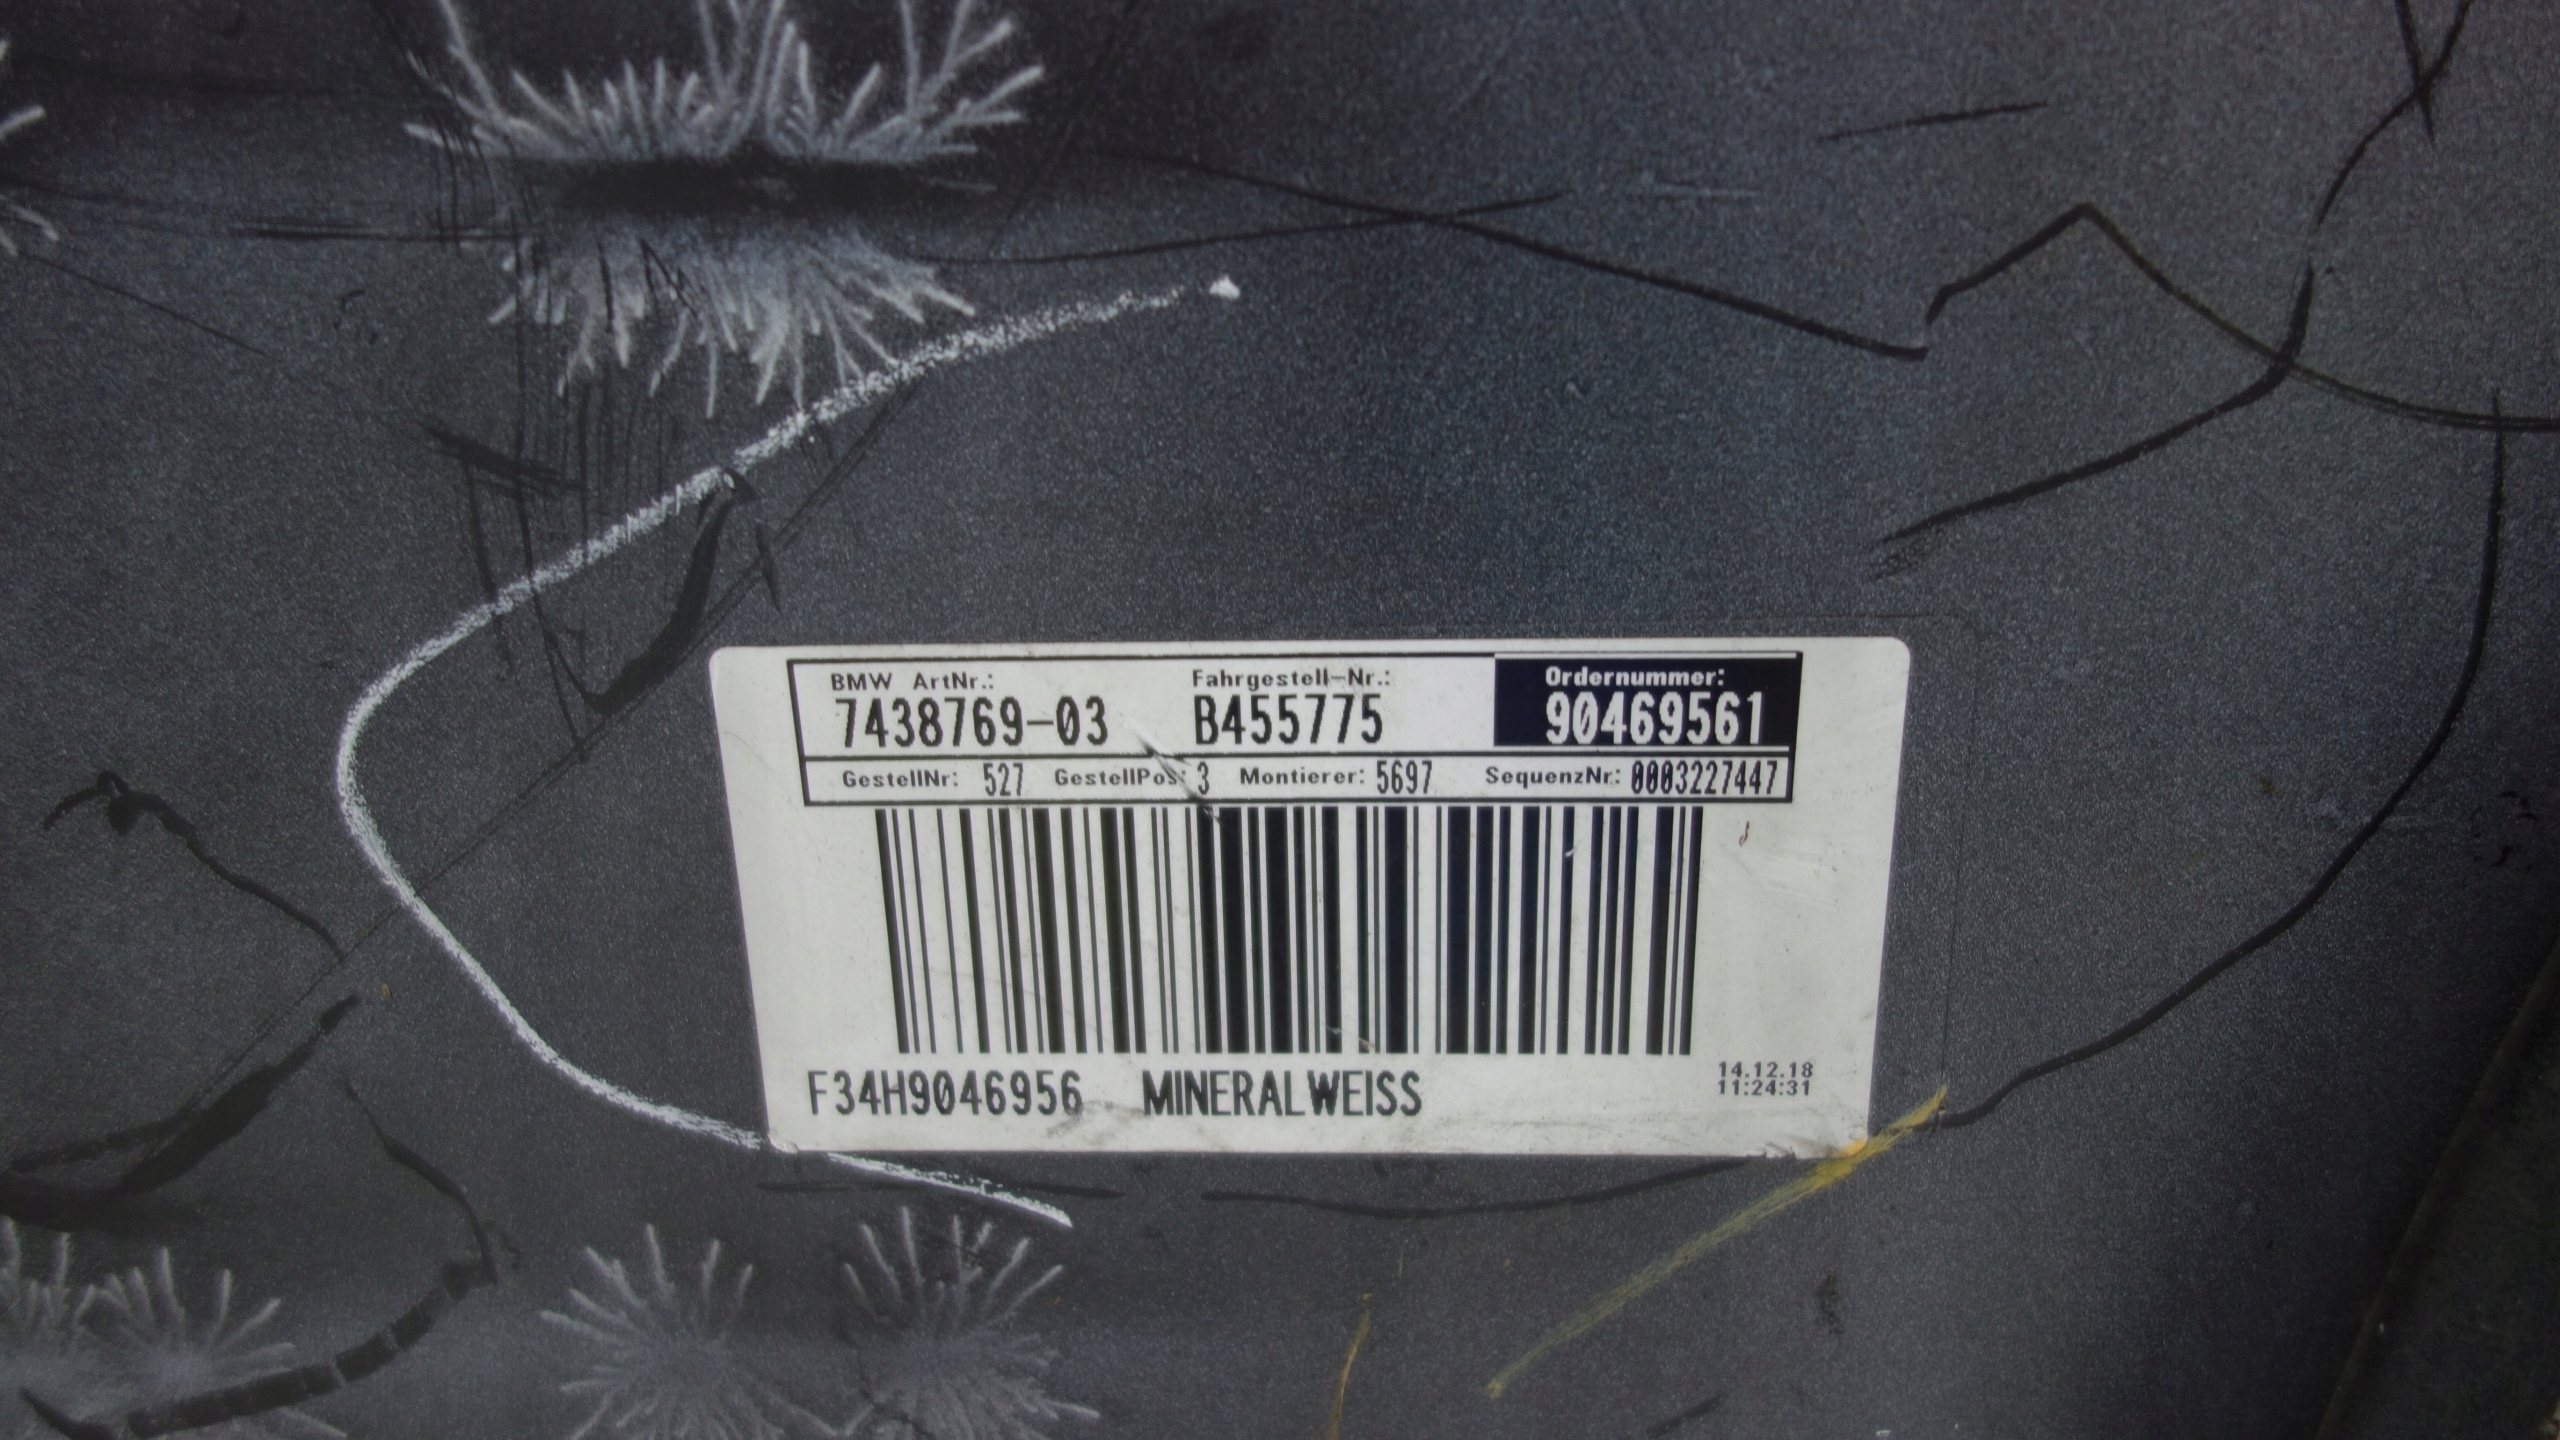 BMW ArtNr.: Fahrgestell-Nr.: Ordernummer:
7438769-03 B455775 90469561
GestellNr: 527 GestellPos: 3 Montierer: 5697 SequenzNr: 0003227447
F34H9046956 MINERALWEISS
14.12.18
11:24:31